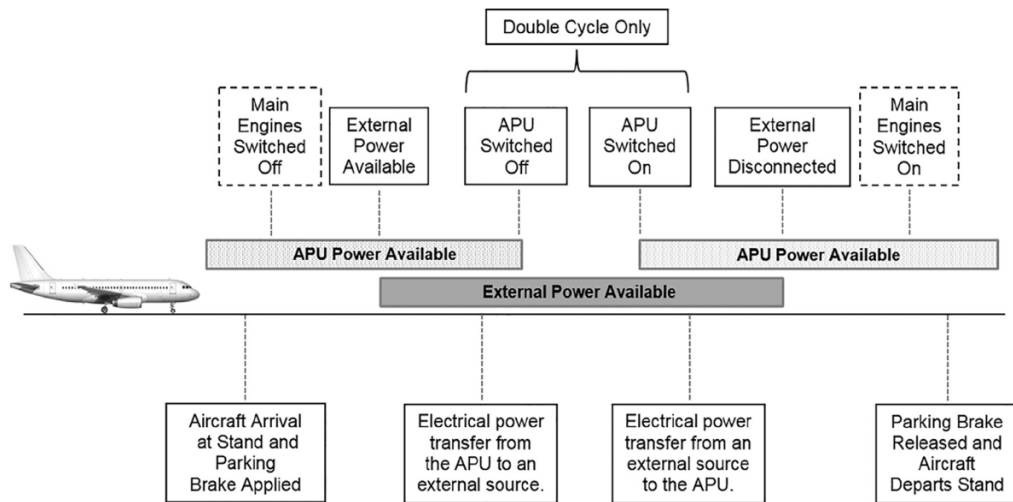 Double Cycle Only
Main
Engines
Switched
Off
External
Power
Available
APU
Switched
Off
APU
Switched
On
External
Power
Disconnected
Main
Engines
Switched
On
APU Power Available
APU Power Available
External Power Available
Aircraft Arrival
at Stand and
Parking
Brake Applied
Electrical power
transfer from
the APU to an
external source.
Electrical power
transfer from an
external source
to the APU.
Parking Brake
Released and
Aircraft
Departs Stand